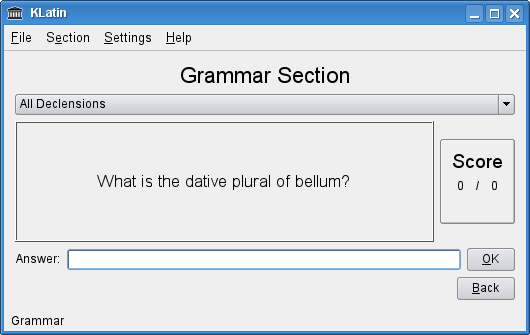 KLatin
File Section Settings Help
Grammar Section
All Declensions
What is the dative plural of bellum?
Score
0 / 0
Answer:
OK
Back
Grammar